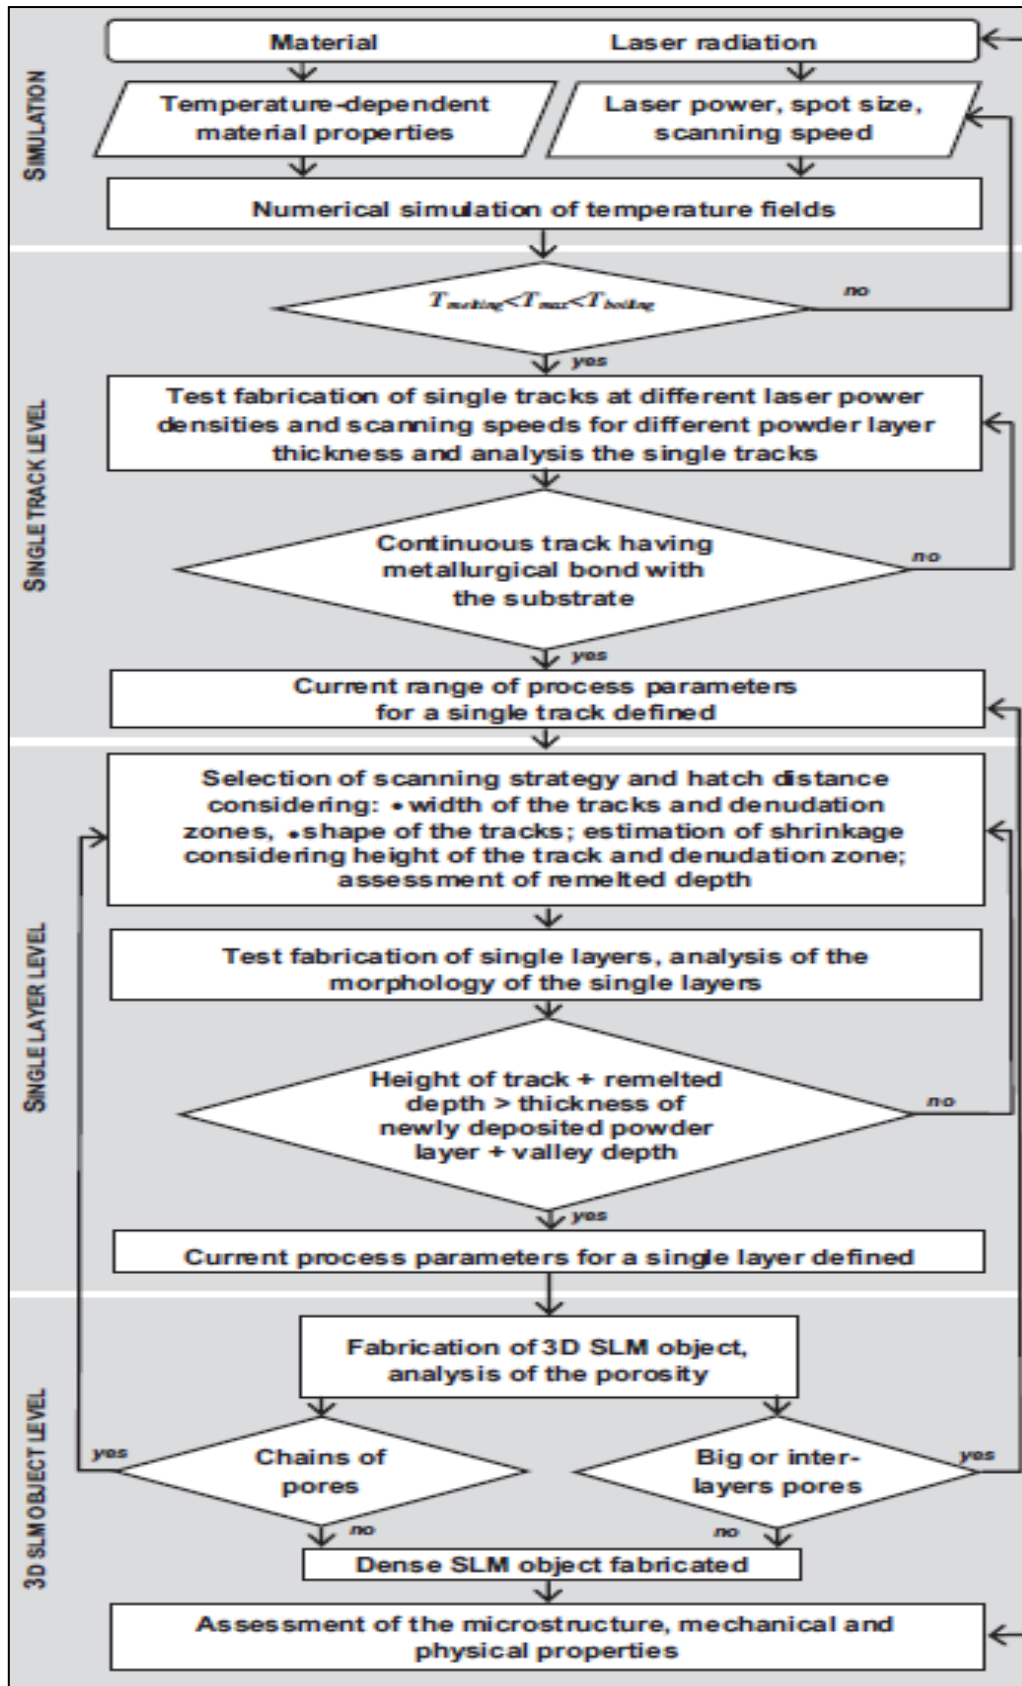 SIMULATION
Material
Laser radiation
Temperature-dependent
material properties
Laser power, spot size,
scanning speed
Numerical simulation of temperature fields
SINGLE TRACK LEVEL
Tmelting<Tmax<Tboiling
no
yes
Test fabrication of single tracks at different laser power
densities and scanning speeds for different powder layer
thickness and analysis the single tracks
Continuous track having
metallurgical bond with
the substrate
no
yes
Current range of process parameters
for a single track defined
SINGLE LAYER LEVEL
Selection of scanning strategy and hatch distance
considering: •width of the tracks and denudation
zones, •shape of the tracks; estimation of shrinkage
considering height of the track and denudation zone;
assessment of remelted depth
Test fabrication of single layers, analysis of the
morphology of the single layers
Height of track + remelted
depth > thickness of
newly deposited powder
layer + valley depth
no
yes
Current process parameters for a single layer defined
3D SLM OBJECT LEVEL
Fabrication of 3D SLM object,
analysis of the porosity
yes
Chains of
pores
Big or inter-
layers pores
yes
no
no
Dense SLM object fabricated
Assessment of the microstructure, mechanical and
physical properties